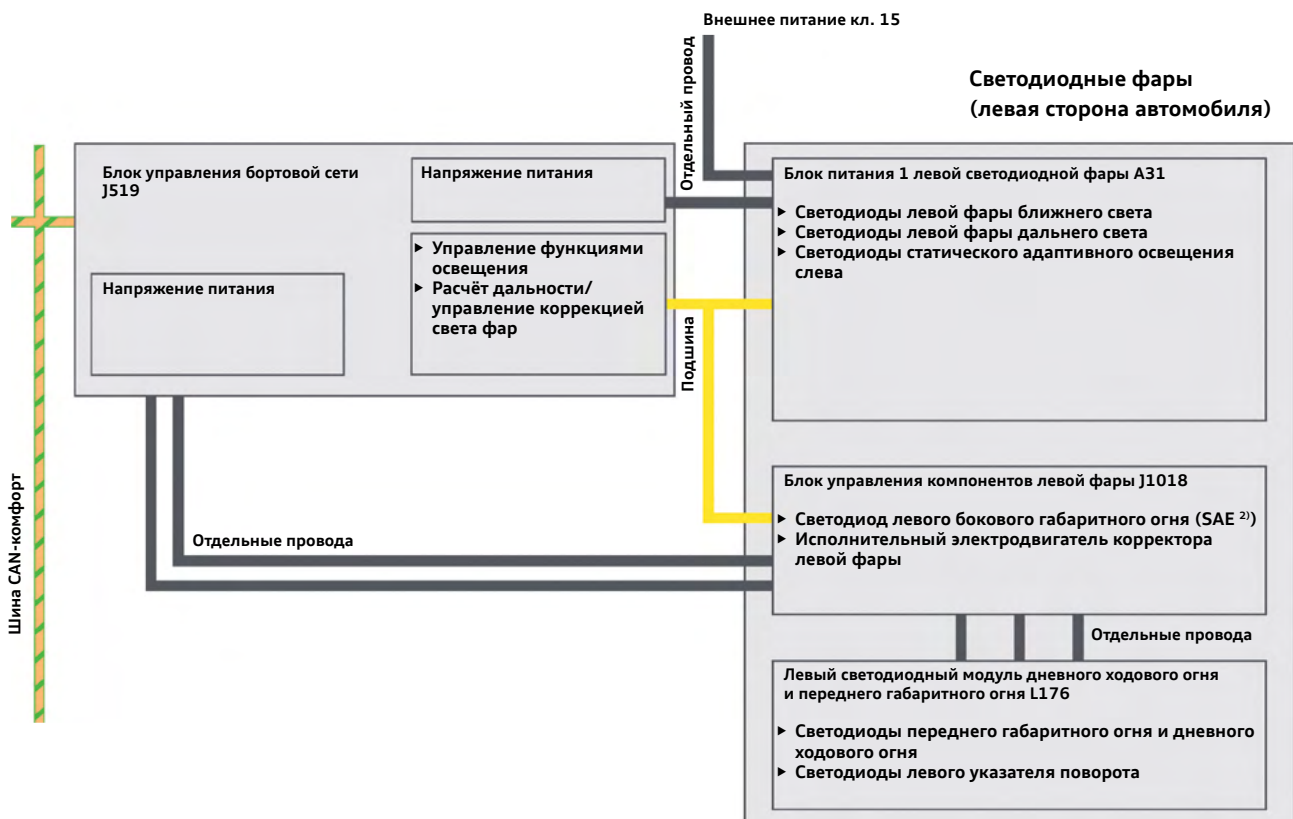 Внешнее питание кл. 15
Отдельный провод
Светодиодные фары
(левая сторона автомобиля)
Блок управления бортовой сети
J519
Напряжение питания
▶ Управление функциями
освещения
▶ Расчёт дальности/
управление коррекцией
света фар
Напряжение питания
Блок питания 1 левой светодиодной фары A31
▶ Светодиоды левой фары ближнего света
▶ Светодиоды левой фары дальнего света
▶ Светодиоды статического адаптивного освещения
слева
Подшина
Шина CAN-комфорт
Отдельные провода
Блок управления компонентов левой фары J1018
▶ Светодиод левого бокового габаритного огня (SAE 2))
▶ Исполнительный электродвигатель корректора
левой фары
Отдельные провода
Левый светодиодный модуль дневного ходового огня
и переднего габаритного огня L176
▶ Светодиоды переднего габаритного огня и дневного
ходового огня
▶ Светодиоды левого указателя поворота